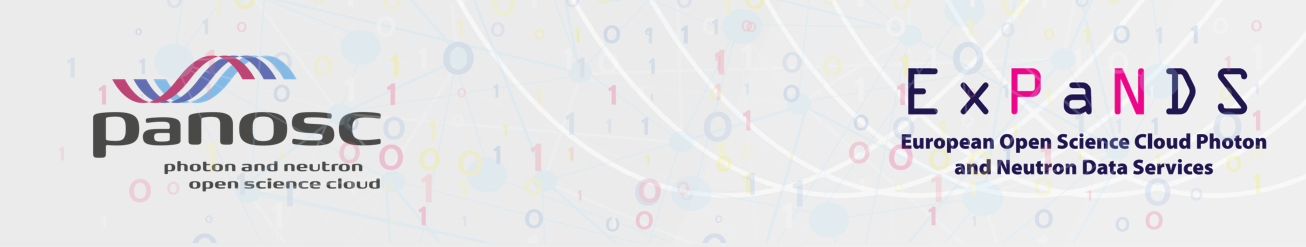 panosc
photon and neutron
open science cloud
ExPaNDS
European Open Science Cloud Photon
and Neutron Data Services